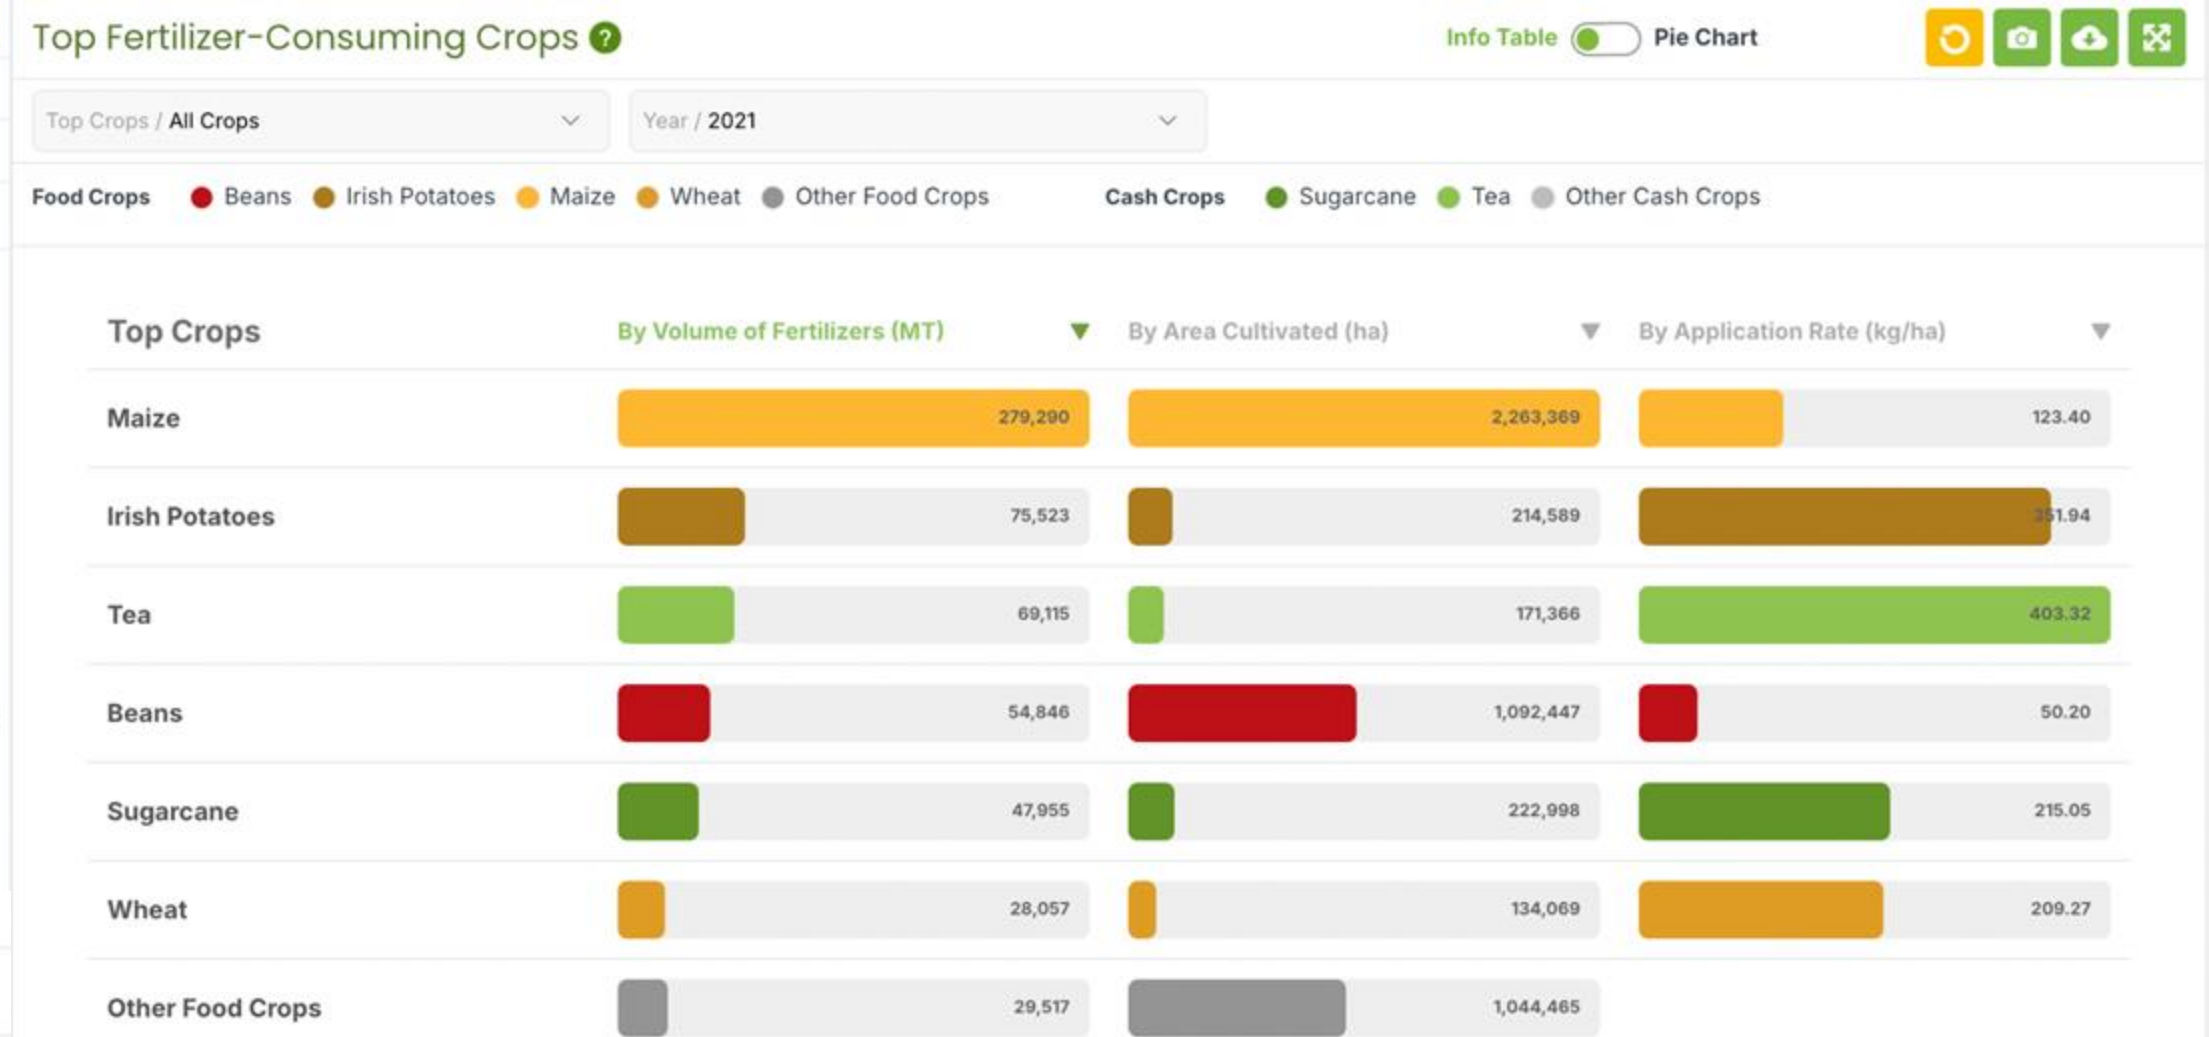 Top Fertilizer-Consuming Crops ?
Info Table Pie Chart
Top Crops / All Crops
Year / 2021
Food Crops Beans Irish Potatoes Maize Wheat Other Food Crops Cash Crops Sugarcane Tea Other Cash Crops
Top Crops By Volume of Fertilizers (MT) By Area Cultivated (ha) By Application Rate (kg/ha)
Maize 279,290 2,263,369 123.40
Irish Potatoes 75,523 214,589 351.94
Tea 69,115 171,366 403.32
Beans 54,846 1,092,447 50.20
Sugarcane 47,955 222,998 215.05
Wheat 28,057 134,069 209.27
Other Food Crops 29,517 1,044,465